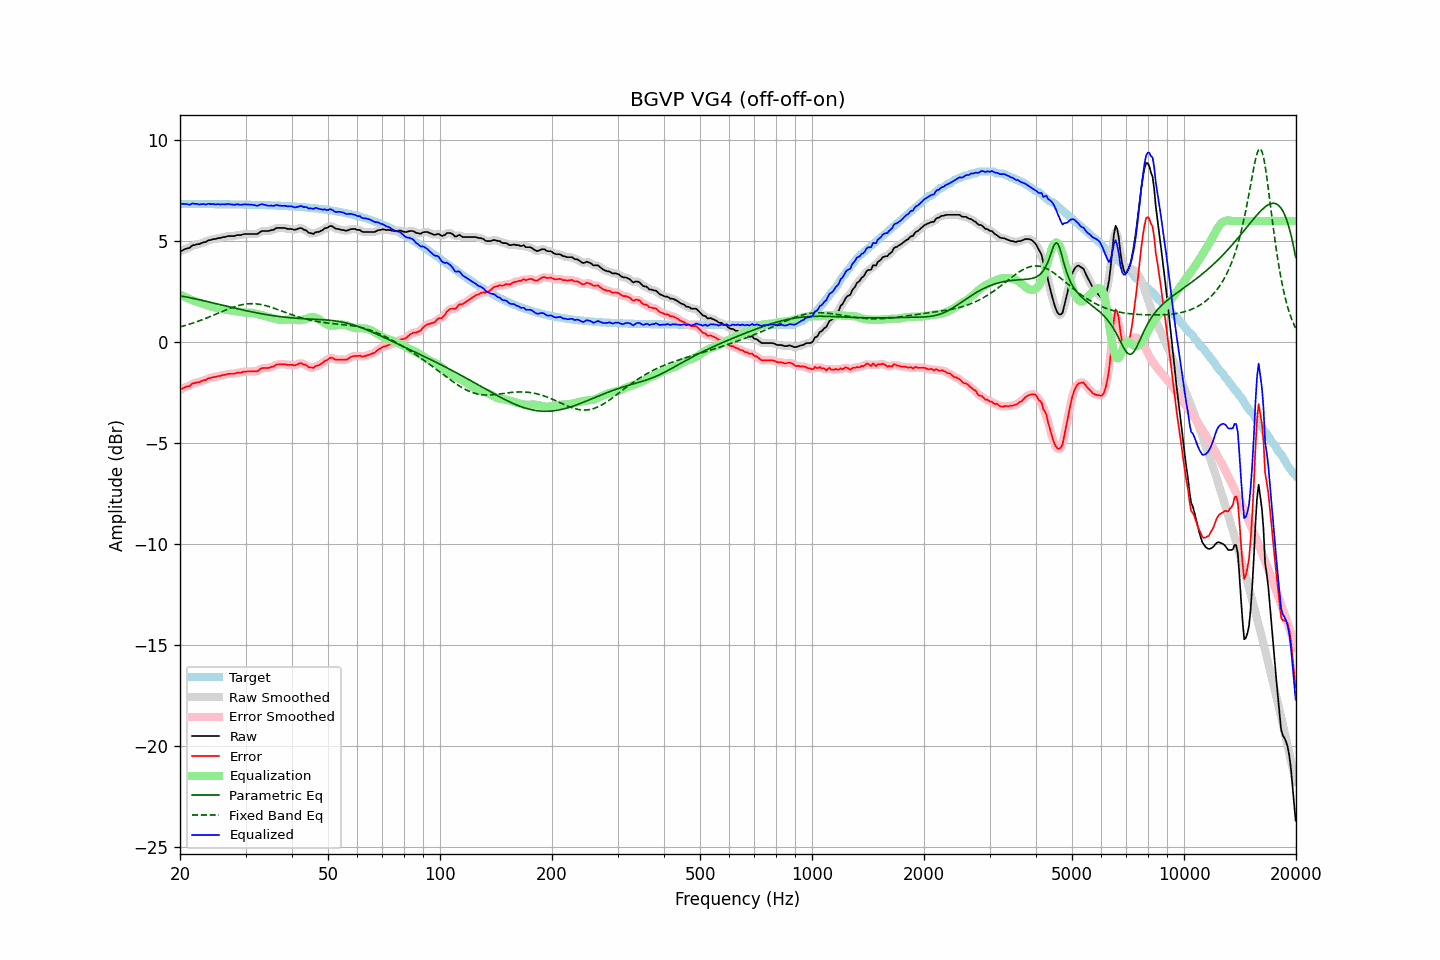 BGVP VG4 (off-off-on)
10
5
0
−5
−10
−15
−20
−25
Amplitude (dBr)
Target
Raw Smoothed
Error Smoothed
Raw
Error
Equalization
Parametric Eq
Fixed Band Eq
Equalized
20
50
100
200
500
1000
2000
5000
10000
20000
Frequency (Hz)